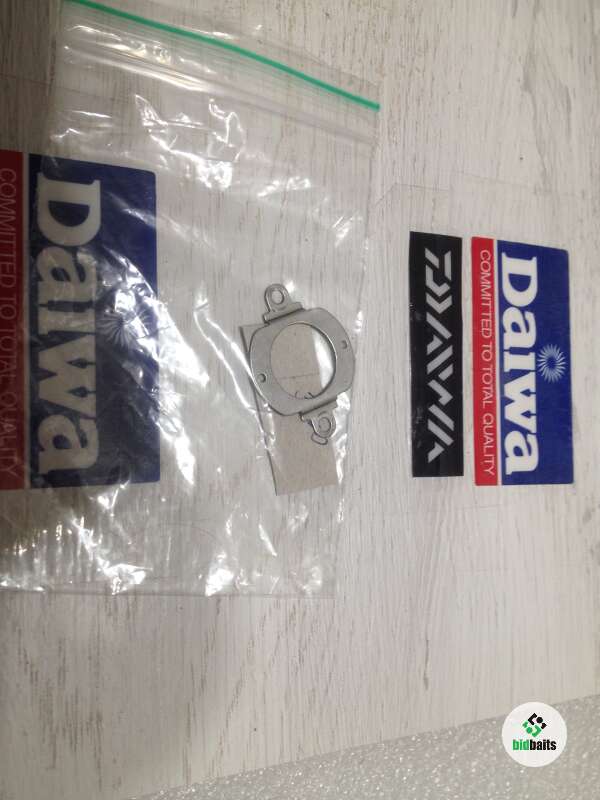 Daiwa
COMMITTED TO TOTAL QUALITY
DAIWA
Daiwa
COMMITTED TO TOTAL QUALITY
bidbaits